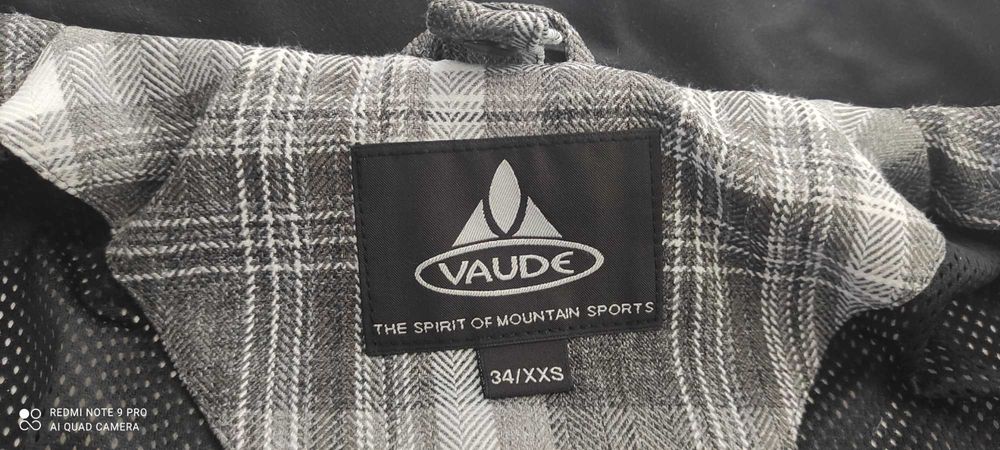 VAUDE
THE SPIRIT OF MOUNTAIN SPORTS
34/XXS
REDMI NOTE 9 PRO
AI QUAD CAMERA